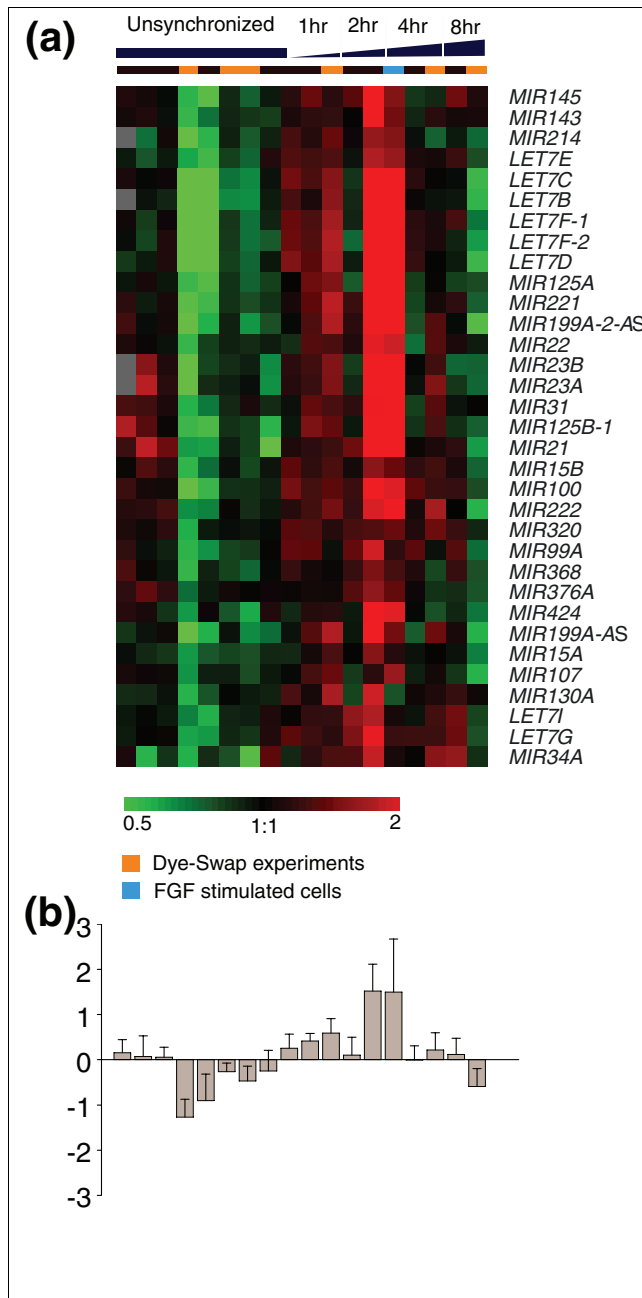 (a)
Unsynchronized 1hr 2hr 4hr 8hr
MIR145
MIR143
MIR214
LET7E
LET7C
LET7B
LET7F-1
LET7F-2
LET7D
MIR125A
MIR221
MIR199A-2-AS
MIR22
MIR23B
MIR23A
MIR31
MIR125B-1
MIR21
MIR15B
MIR100
MIR222
MIR320
MIR99A
MIR368
MIR376A
MIR424
MIR199A-AS
MIR15A
MIR107
MIR130A
LET7I
LET7G
MIR34A
0.5 1:1 2
Dye-Swap experiments
FGF stimulated cells
(b)
3
2
1
0
-1
-2
-3